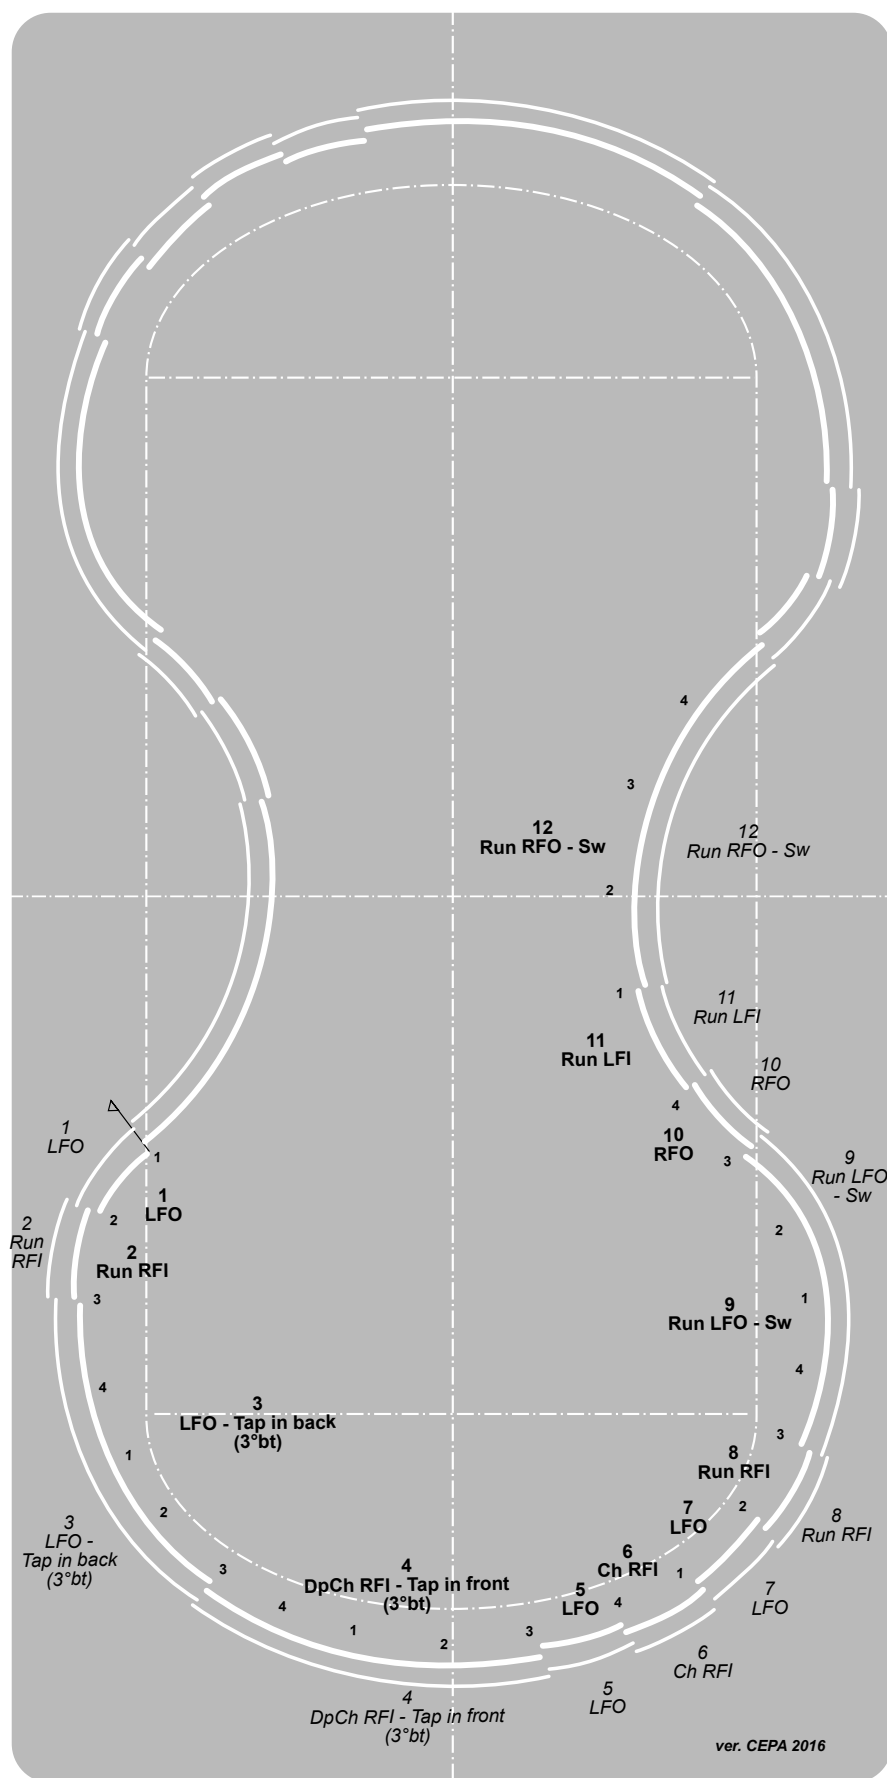 4
3
12
Run RFO - Sw
12
Run RFO - Sw
2
1
11
Run LFI
11
Run LFI
10
RFO
4
10
RFO
3
9
Run LFO
- Sw
1
LFO
1
1
LFO
2
2
Run
RFI
2
Run RFI
3
2
1
9
Run LFO - Sw
4
4
3
LFO - Tap in back
(3°bt)
3
1
8
Run RFI
2
2
8
Run RFI
7
LFO
3
LFO -
Tap in back
(3°bt)
3
4
DpCh RFI - Tap in front
(3°bt)
6
Ch RFI
1
5
LFO
4
7
LFO
4
1
2
3
6
Ch RFI
5
LFO
4
DpCh RFI - Tap in front
(3°bt)
ver. CEPA 2016